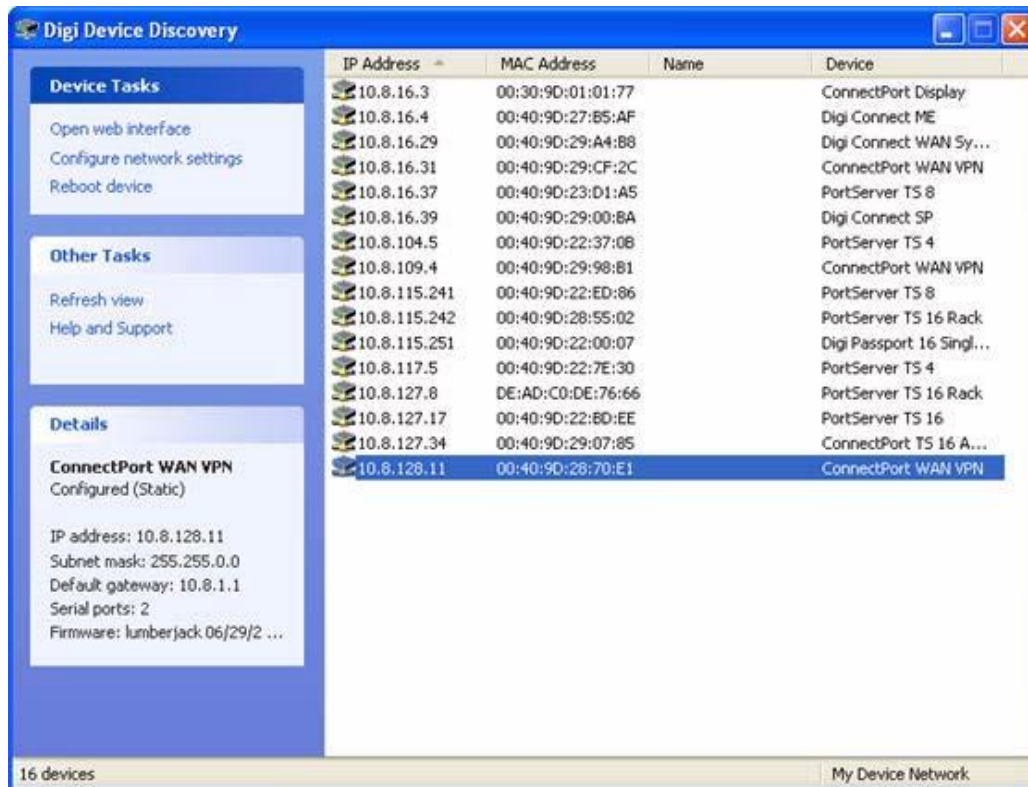 Digi Device Discovery
Device Tasks
Open web interface
Configure network settings
Reboot device
Other Tasks
Refresh view
Help and Support
Details
ConnectPort WAN VPN
Configured (Static)
IP address: 10.8.128.11
Subnet mask: 255.255.0.0
Default gateway: 10.8.1.1
Serial ports: 2
Firmware: lumberjack 06/29/2 ...
IP Address MAC Address Name Device
10.8.16.3 00:30:9D:01:01:77 ConnectPort Display
10.8.16.4 00:40:9D:27:B5:AF Digi Connect ME
10.8.16.29 00:40:9D:29:A4:B8 Digi Connect WAN Sy...
10.8.16.31 00:40:9D:29:CF:2C ConnectPort WAN VPN
10.8.16.37 00:40:9D:23:D1:A5 PortServer TS 8
10.8.16.39 00:40:9D:29:00:BA Digi Connect SP
10.8.104.5 00:40:9D:22:37:0B PortServer TS 4
10.8.109.4 00:40:9D:29:98:B1 ConnectPort WAN VPN
10.8.115.241 00:40:9D:22:ED:86 PortServer TS 8
10.8.115.242 00:40:9D:28:55:02 PortServer TS 16 Rack
10.8.115.251 00:40:9D:22:00:07 Digi Passport 16 Singl...
10.8.117.5 00:40:9D:22:7E:30 PortServer TS 4
10.8.127.8 DE:AD:C0:DE:76:66 PortServer TS 16 Rack
10.8.127.17 00:40:9D:22:BD:EE PortServer TS 16
10.8.127.34 00:40:9D:29:07:85 ConnectPort TS 16 A...
10.8.128.11 00:40:9D:28:70:E1 ConnectPort WAN VPN
16 devices My Device Network